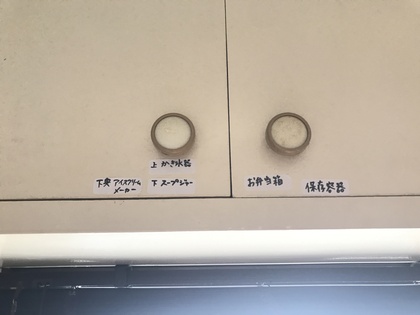 上 かき氷器
下奥 アイスクリーム
メーカー
下 スープジャー
お弁当箱
保存容器